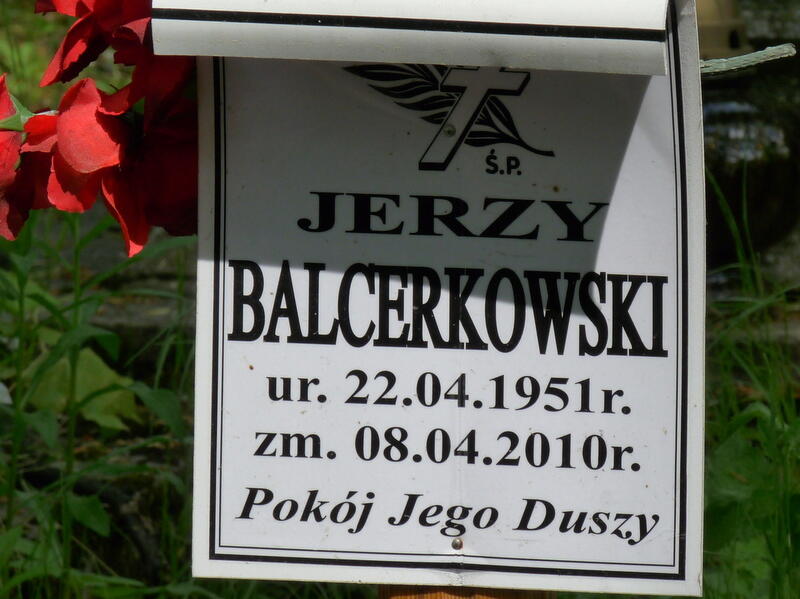 Ś.P.
JERZY
BALCERKOWSKI
ur. 22.04.1951r.
zm. 08.04.2010r.
Pokój Jego Duszy